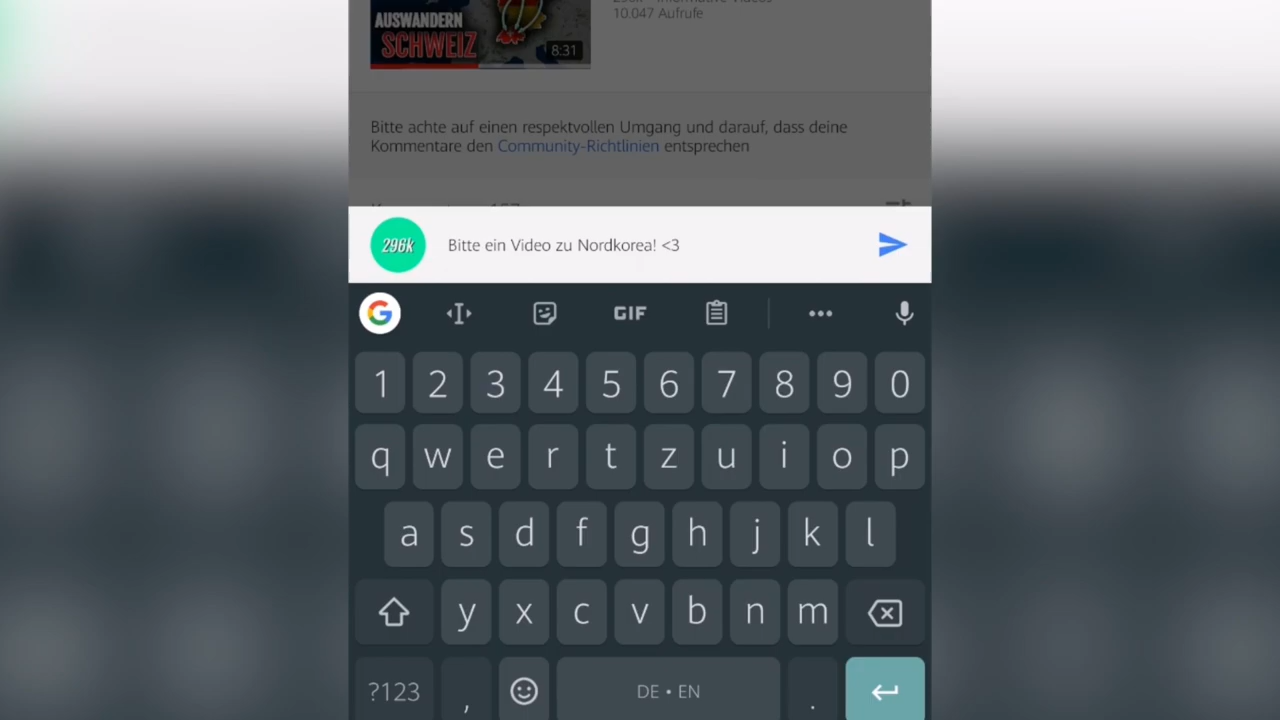 AUSWANDERN
SCHWEIZ
8:31
10.047 Aufrufe
Bitte achte auf einen respektvollen Umgang und darauf, dass deine
Kommentare den Community-Richtlinien entsprechen
296k
Bitte ein Video zu Nordkorea! <3
G
GIF
1 2 3 4 5 6 7 8 9 0
q w e r t z u i o p
a s d f g h j k l
y x c v b n m
?123 , DE • EN .